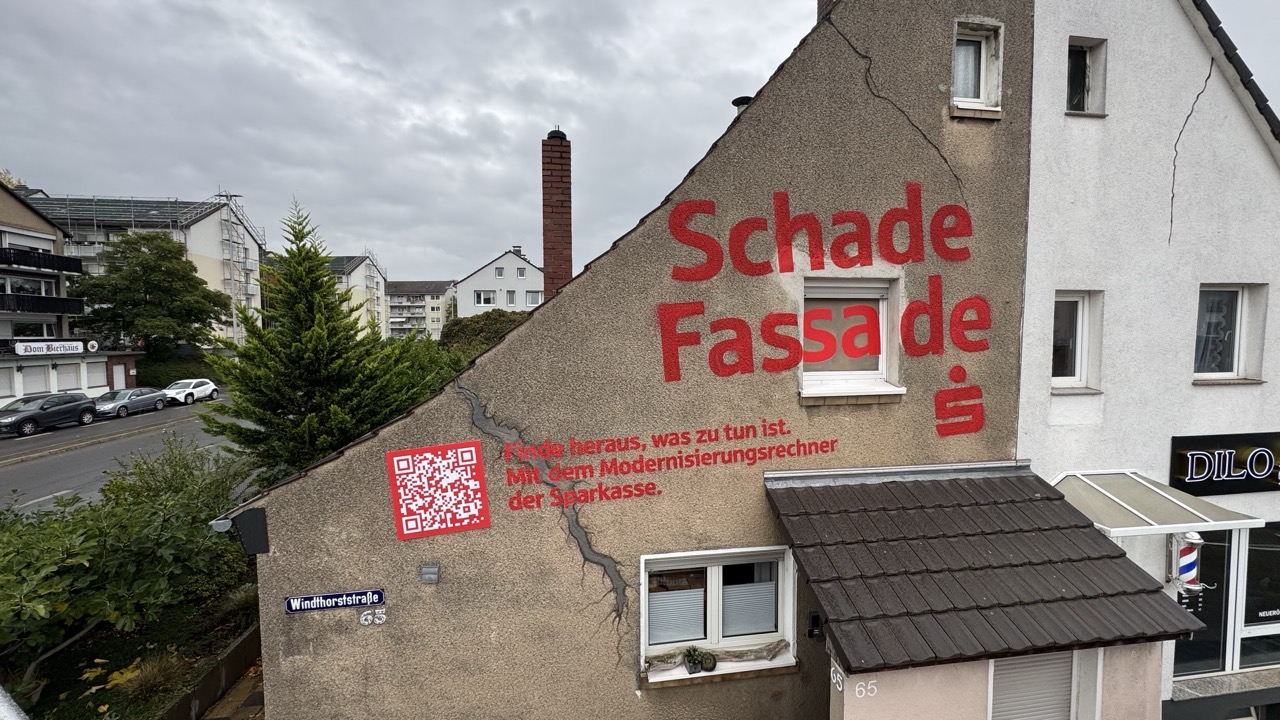 Schade
Fassade
Finde heraus, was zu tun ist.
Mit dem Modernisierungsrechner
der Sparkasse.
Dom Bierhaus
Windthorststraße
65
65
65
DILO